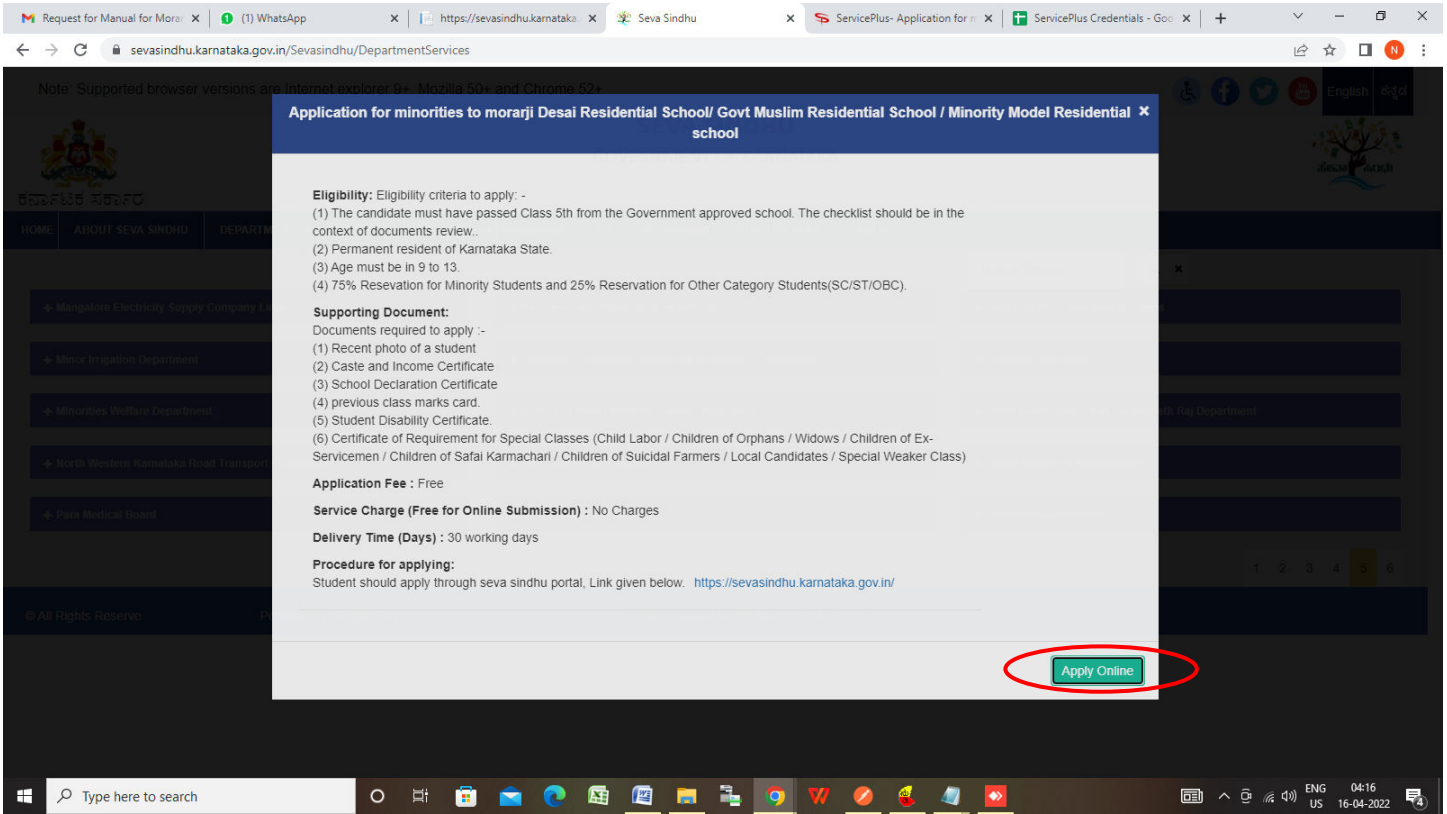 Request for Manual for Mora
(1) WhatsApp
https://sevasindhu.karnataka.
Seva Sindhu
ServicePlus- Application for m
ServicePlus Credentials - Goo
sevasindhu.karnataka.gov.in/Sevasindhu/DepartmentServices
N
Note: Supported browser versions are Internet explorer 9+, Mozilla 50+ and Chrome 52+
English
ಕನ್ನಡ
Application for minorities to morarji Desai Residential School/ Govt Muslim Residential School / Minority Model Residential
school
ಕರ್ನಾಟಕ ಸರ್ಕಾರ
HOME ABOUT SEVA SINDHU DEPARTM
Eligibility: Eligibility criteria to apply: -
(1) The candidate must have passed Class 5th from the Government approved school. The checklist should be in the
context of documents review..
(2) Permanent resident of Karnataka State.
(3) Age must be in 9 to 13.
(4) 75% Resevation for Minority Students and 25% Reservation for Other Category Students(SC/ST/OBC).
Supporting Document:
Documents required to apply :-
(1) Recent photo of a student
(2) Caste and Income Certificate
(3) School Declaration Certificate
(4) previous class marks card.
(5) Student Disability Certificate.
(6) Certificate of Requirement for Special Classes (Child Labor / Children of Orphans / Widows / Children of Ex-
Servicemen / Children of Safai Karmachari / Children of Suicidal Farmers / Local Candidates / Special Weaker Class)
Application Fee : Free
Service Charge (Free for Online Submission) : No Charges
Delivery Time (Days) : 30 working days
Procedure for applying:
Student should apply through seva sindhu portal, Link given below. https://sevasindhu.karnataka.gov.in/
Apply Online
+ Mangalore Electricity Supply Company Li
+ Minor Irrigation Department
+ Minorities Welfare Department
th Raj Department
+ North Western Karnataka Road Transport
+ Para Medical Board
1 2 3 4 5 6
© All Rights Reserve
Type here to search
ENG
US
04:16
16-04-2022
4